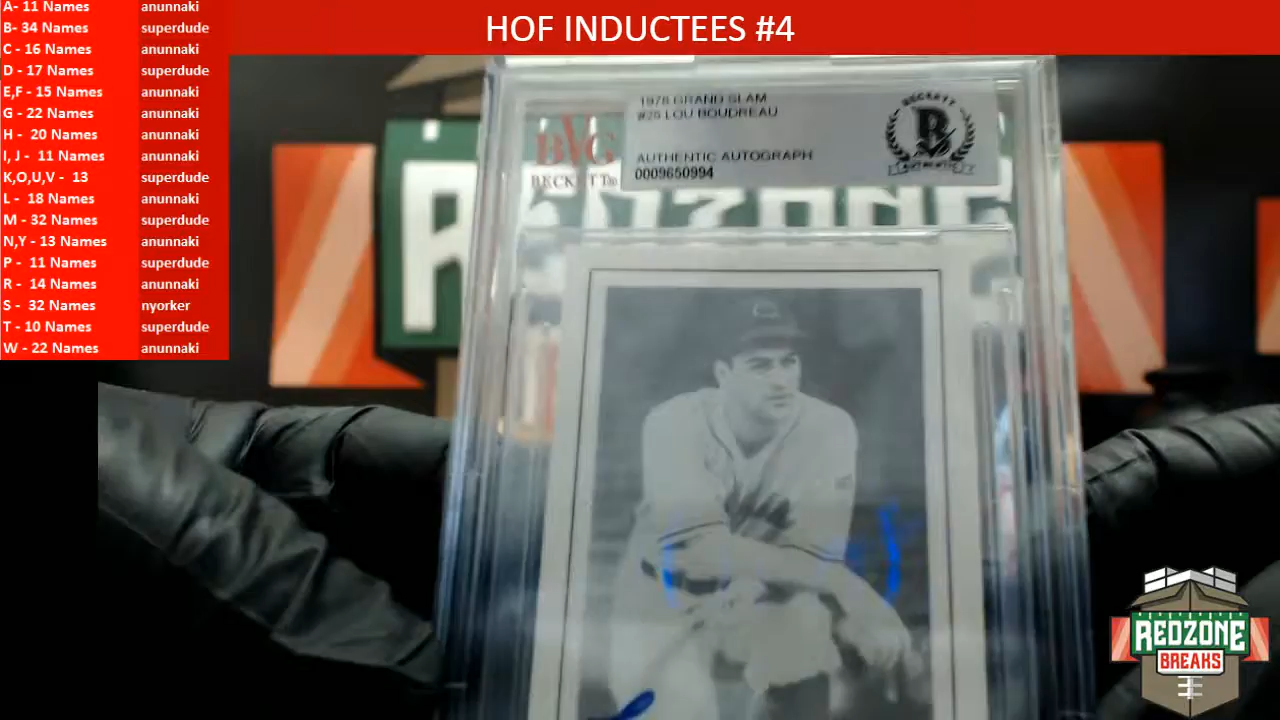 HOF INDUCTEES #4
A- 11 Names anunnaki
B- 34 Names superdude
C - 16 Names anunnaki
D - 17 Names superdude
E,F - 15 Names anunnaki
G - 22 Names anunnaki
H - 20 Names anunnaki
I, J - 11 Names anunnaki
K,O,U,V - 13 superdude
L - 18 Names anunnaki
M - 32 Names superdude
N,Y - 13 Names anunnaki
P - 11 Names superdude
R - 14 Names anunnaki
S - 32 Names nyorker
T - 10 Names superdude
W - 22 Names anunnaki
1978 GRAND SLAM
#25 LOU BOUDREAU
AUTHENTIC AUTOGRAPH
0009650994
BECKETT
B
AUTHENTIC
BVG
REDZONE
C
REDZONE
BREAKS